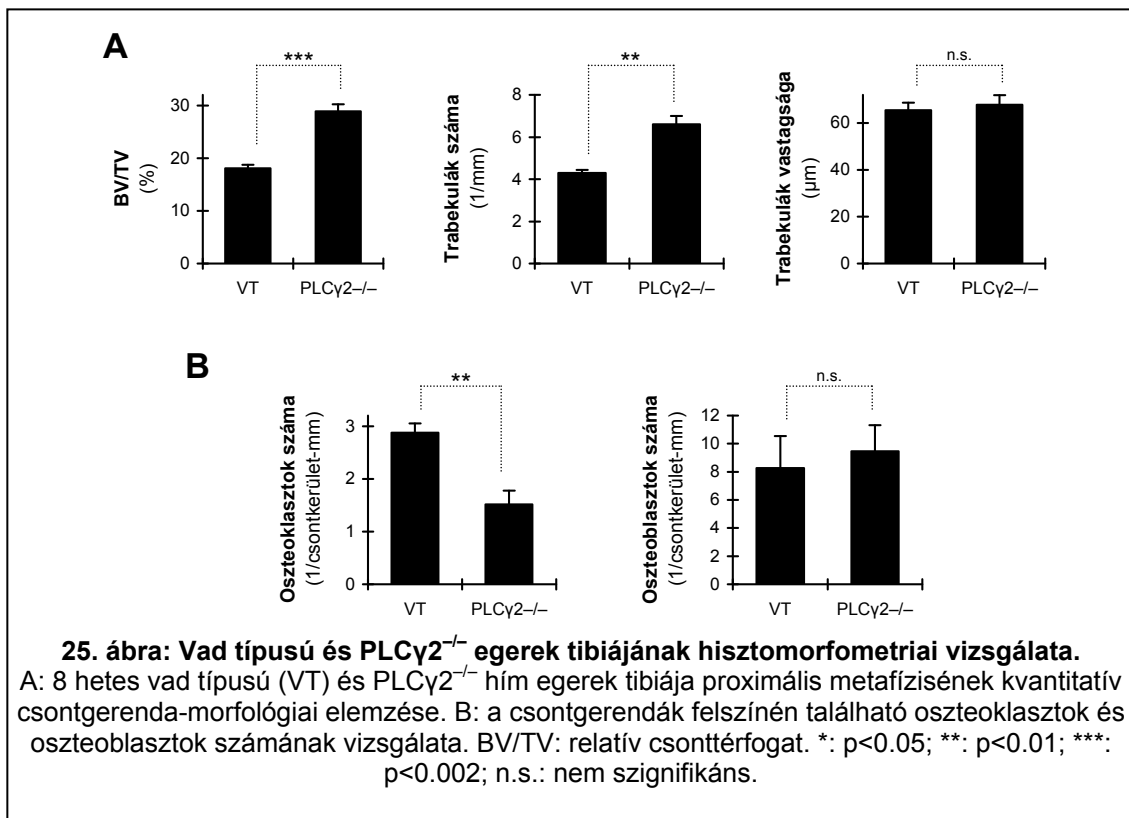 A
***
BV/TV
(%)
30
20
10
0
VT
PLCγ2–/–
**
Trabekulák száma
(1/mm)
8
6
4
2
0
VT
PLCγ2–/–
n.s.
Trabekulák vastagsága
(μm)
60
40
20
0
VT
PLCγ2–/–
B
**
Oszteoklasztok száma
(1/csontkerület-mm)
3
2
1
0
VT
PLCγ2–/–
n.s.
Oszteoblasztok száma
(1/csontkerület-mm)
12
10
8
6
4
2
0
VT
PLCγ2–/–
25. ábra: Vad típusú és PLCγ2⁻/⁻ egerek tibiájának hisztomorfometriai vizsgálata.
A: 8 hetes vad típusú (VT) és PLCγ2⁻/⁻ hím egerek tibiája proximális metafízisének kvantitatív
csontgerenda-morfológiai elemzése. B: a csontgerendák felszínén található oszteoklasztok és
oszteoblasztok számának vizsgálata. BV/TV: relatív csonttérfogat. *: p<0.05; **: p<0.01; ***:
p<0.002; n.s.: nem szignifikáns.